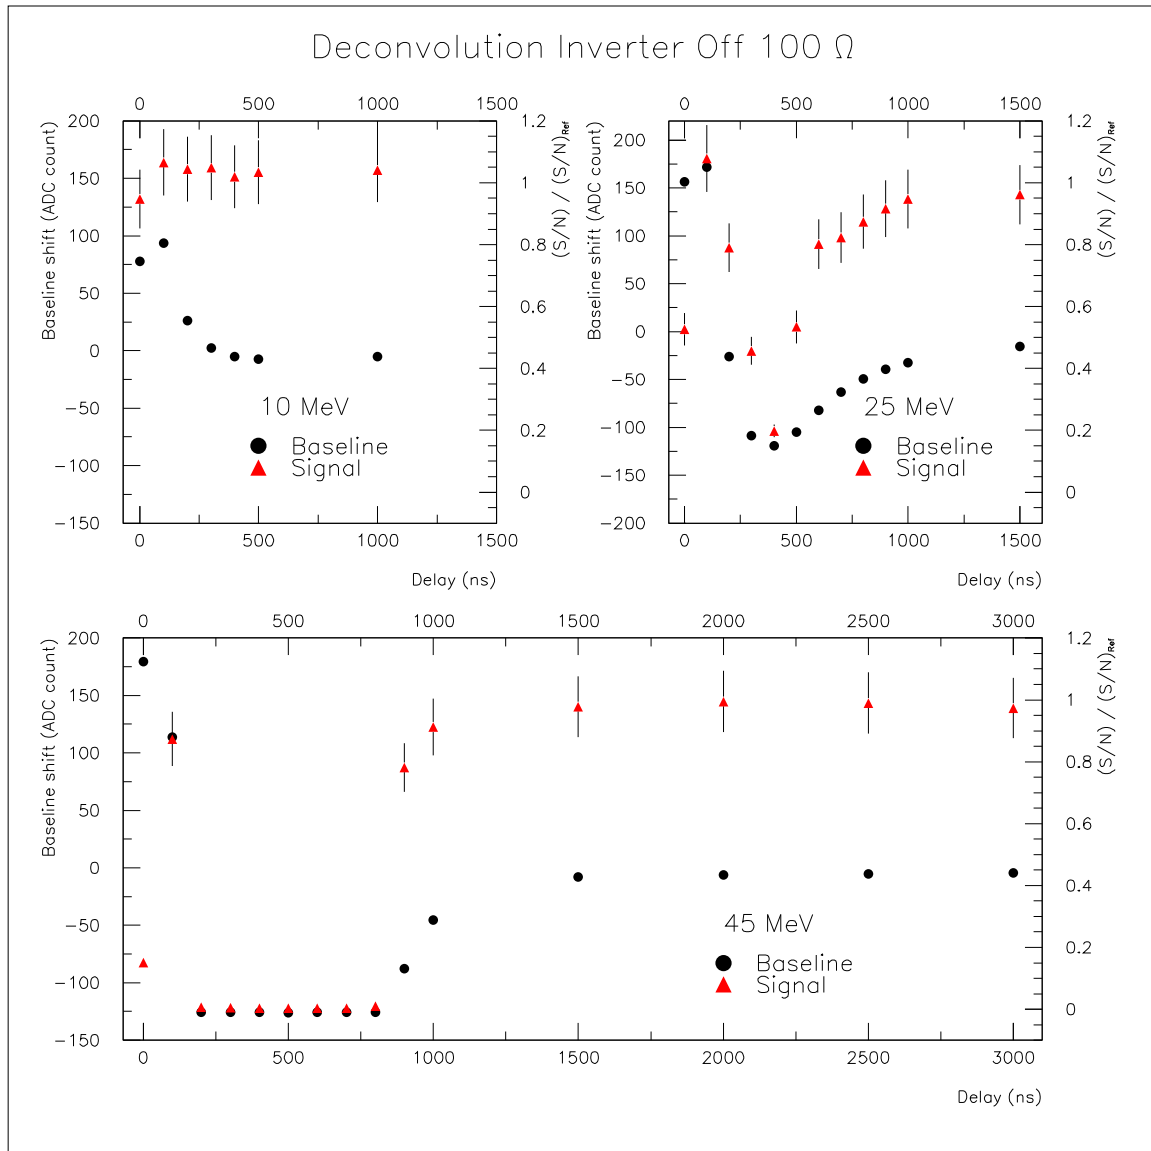 Deconvolution Inverter Off 100 Ω
0 500 1000 1500
Baseline shift (ADC count)
200
150
100
50
0
−50
−100
−150
1.2
1
0.8
0.6
0.4
0.2
0
(S/N) / (S/N)Ref
10 MeV
Baseline
Signal
0 500 1000 1500
Delay (ns)
0 500 1000 1500
Baseline shift (ADC count)
200
150
100
50
0
−50
−100
−150
−200
1.2
1
0.8
0.6
0.4
0.2
0
(S/N) / (S/N)Ref
25 MeV
Baseline
Signal
0 500 1000 1500
Delay (ns)
0 500 1000 1500 2000 2500 3000
Baseline shift (ADC count)
200
150
100
50
0
−50
−100
−150
1.2
1
0.8
0.6
0.4
0.2
0
(S/N) / (S/N)Ref
45 MeV
Baseline
Signal
0 500 1000 1500 2000 2500 3000
Delay (ns)